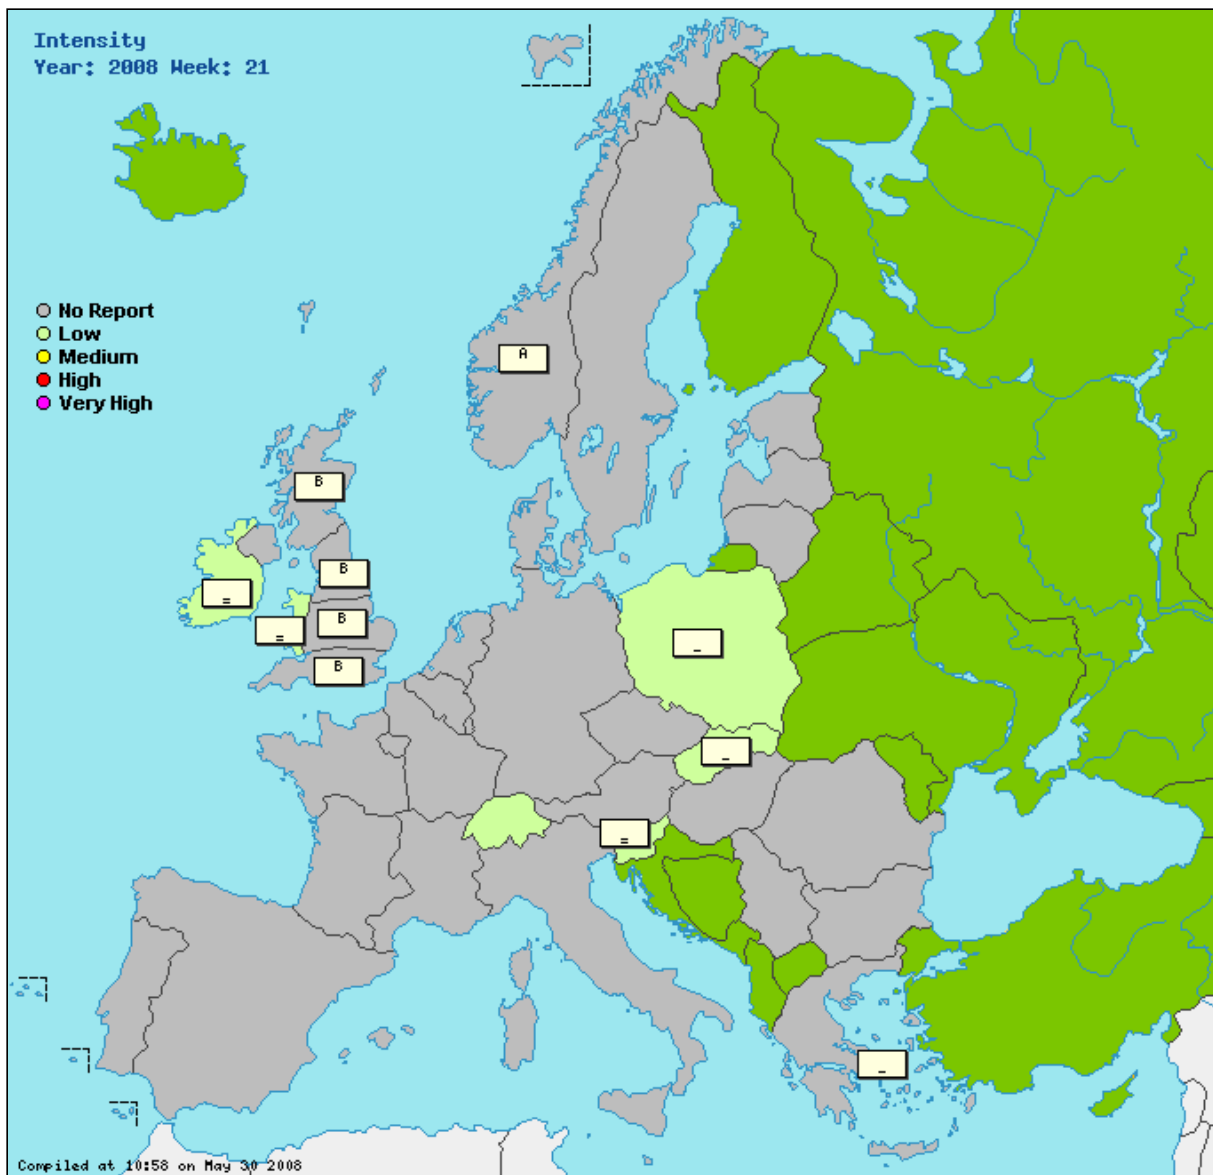 Intensity
Year: 2008 Week: 21
No Report
Low
Medium
High
Very High
A
B
B
=
B
=
B
–
–
=
–
Compiled at 10:58 on May 30 2008